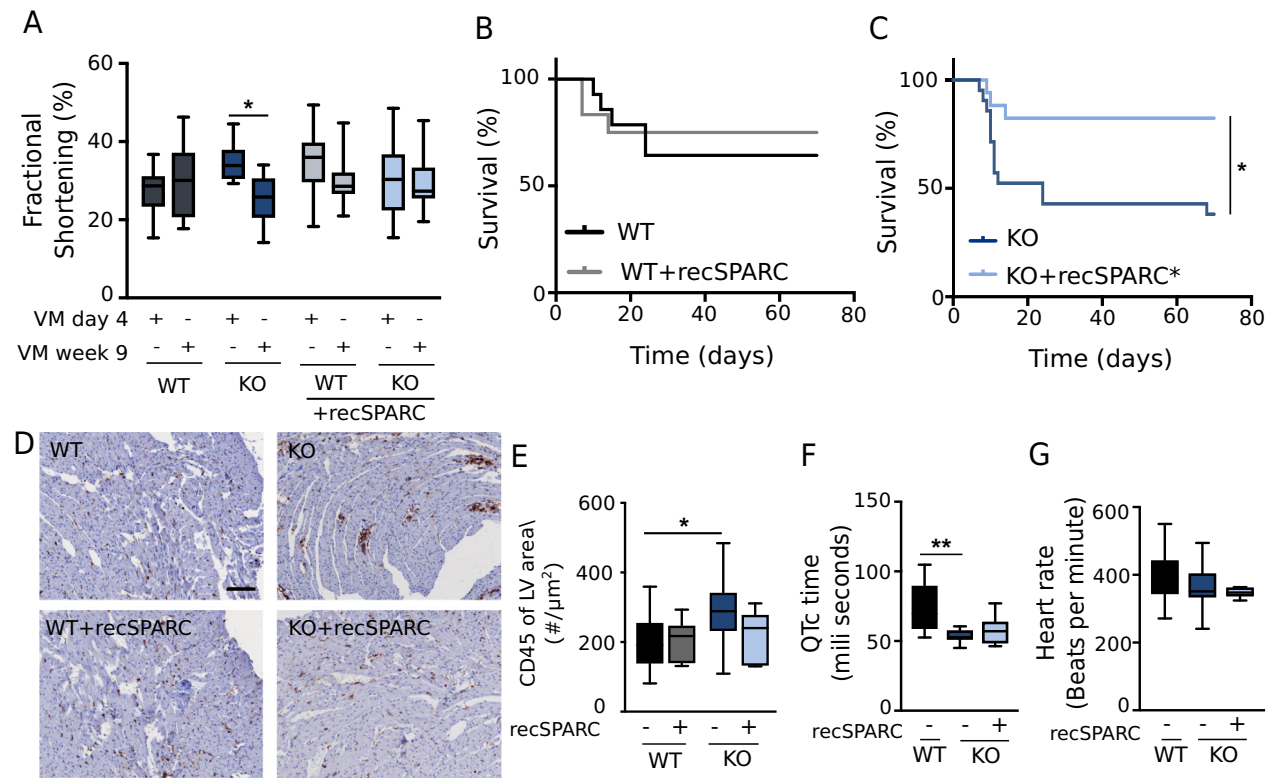 A
Fractional
Shortening (%)
60
40
20
0
*
VM day 4 + - + - + - + -
VM week 9 - + - + - + - +
WT KO WT KO
+recSPARC
B
Survival (%)
100
50
0
WT
WT+recSPARC
0 20 40 60 80
Time (days)
C
Survival (%)
100
50
0
*
KO
KO+recSPARC*
0 20 40 60 80
Time (days)
D
WT
KO
WT+recSPARC
KO+recSPARC
E
CD45 of LV area\
(#/µm²)
600
400
200
0
*
recSPARC - + - +
WT KO
F
QTc time
(mili seconds)
150
100
50
0
**
recSPARC - - +
WT KO
G
Heart rate
(Beats per minute)
600
400
200
0
recSPARC - - +
WT KO